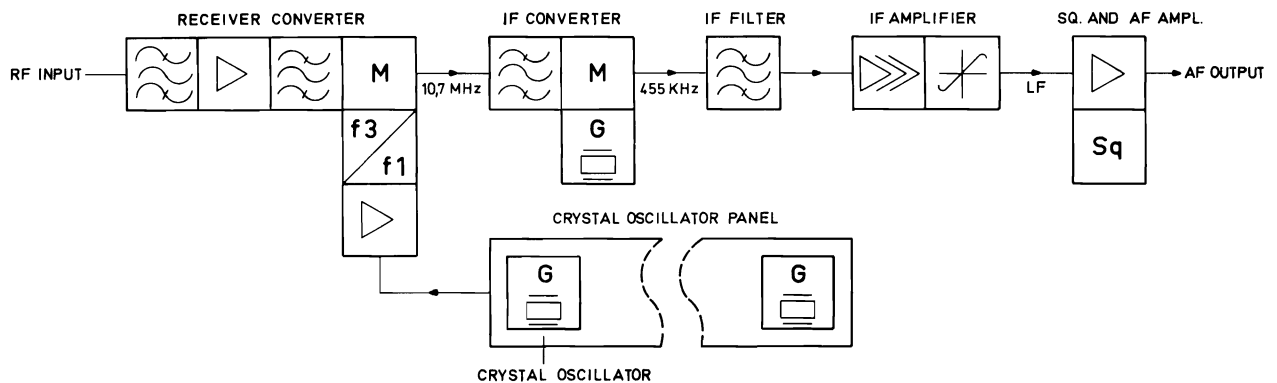 RECEIVER CONVERTER
IF CONVERTER
IF FILTER
IF AMPLIFIER
SQ. AND AF AMPL.
RF INPUT
M
10,7 MHz
M
455 KHz
LF
AF OUTPUT
f3
f1
G
Sq
CRYSTAL OSCILLATOR PANEL
G
G
CRYSTAL OSCILLATOR